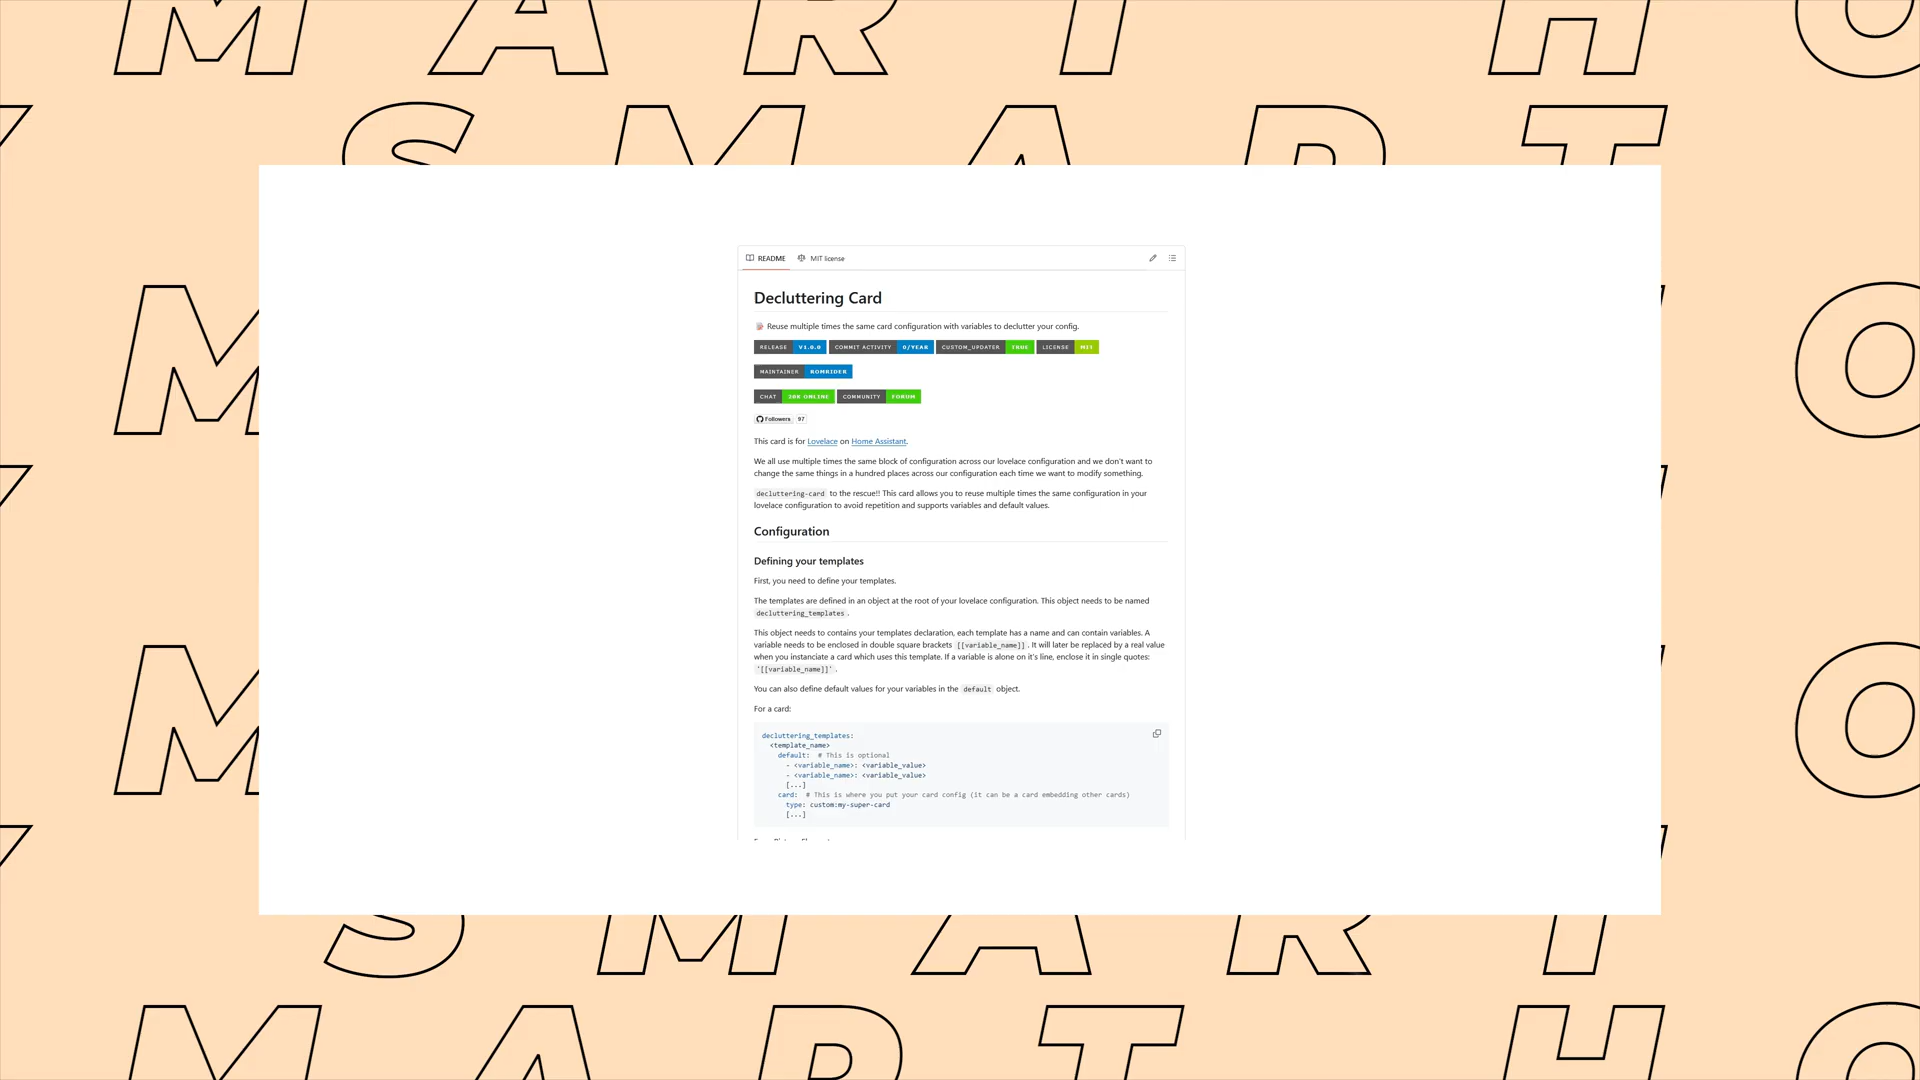 M A R T H O
Y S M A R T
M O
README MIT license
Decluttering Card
Reuse multiple times the same card configuration with variables to declutter your config.
RELEASE V1.0.0 COMMIT ACTIVITY 0/YEAR CUSTOM_UPDATER TRUE LICENSE MIT
MAINTAINER ROMRIDER
CHAT ONLINE COMMUNITY FORUM
Followers 97
This card is for Lovelace on Home Assistant.
We all use multiple times the same block of configuration across our lovelace configuration and we don't want to
change the same things in a hundred places across our configuration each time we want to modify something.
decluttering-card to the rescue!! This card allows you to reuse multiple times the same configuration in your
lovelace configuration to avoid repetition and supports variables and default values.
Configuration
Defining your templates
First, you need to define your templates.
The templates are defined in an object at the root of your lovelace configuration. This object needs to be named
decluttering_templates.
This object needs to contains your templates declaration, each template has a name and can contain variables. A
variable needs to be enclosed in double square brackets [[variable_name]]. It will later be replaced by a real value
when you instanciate a card which uses this template. If a variable is alone on it's line, enclose it in single quotes:
'[[variable_name]]'.
You can also define default values for your variables in the default object.
For a card:
decluttering_templates:
<template_name>
default: # This is optional
- <variable_name>: <variable_value>
- <variable_name>: <variable_value>
[...]
card: # This is where you put your card config (it can be a card embedding other cards)
type: custom:my-super-card
[...]
M O
S M A R T
M A R T H O